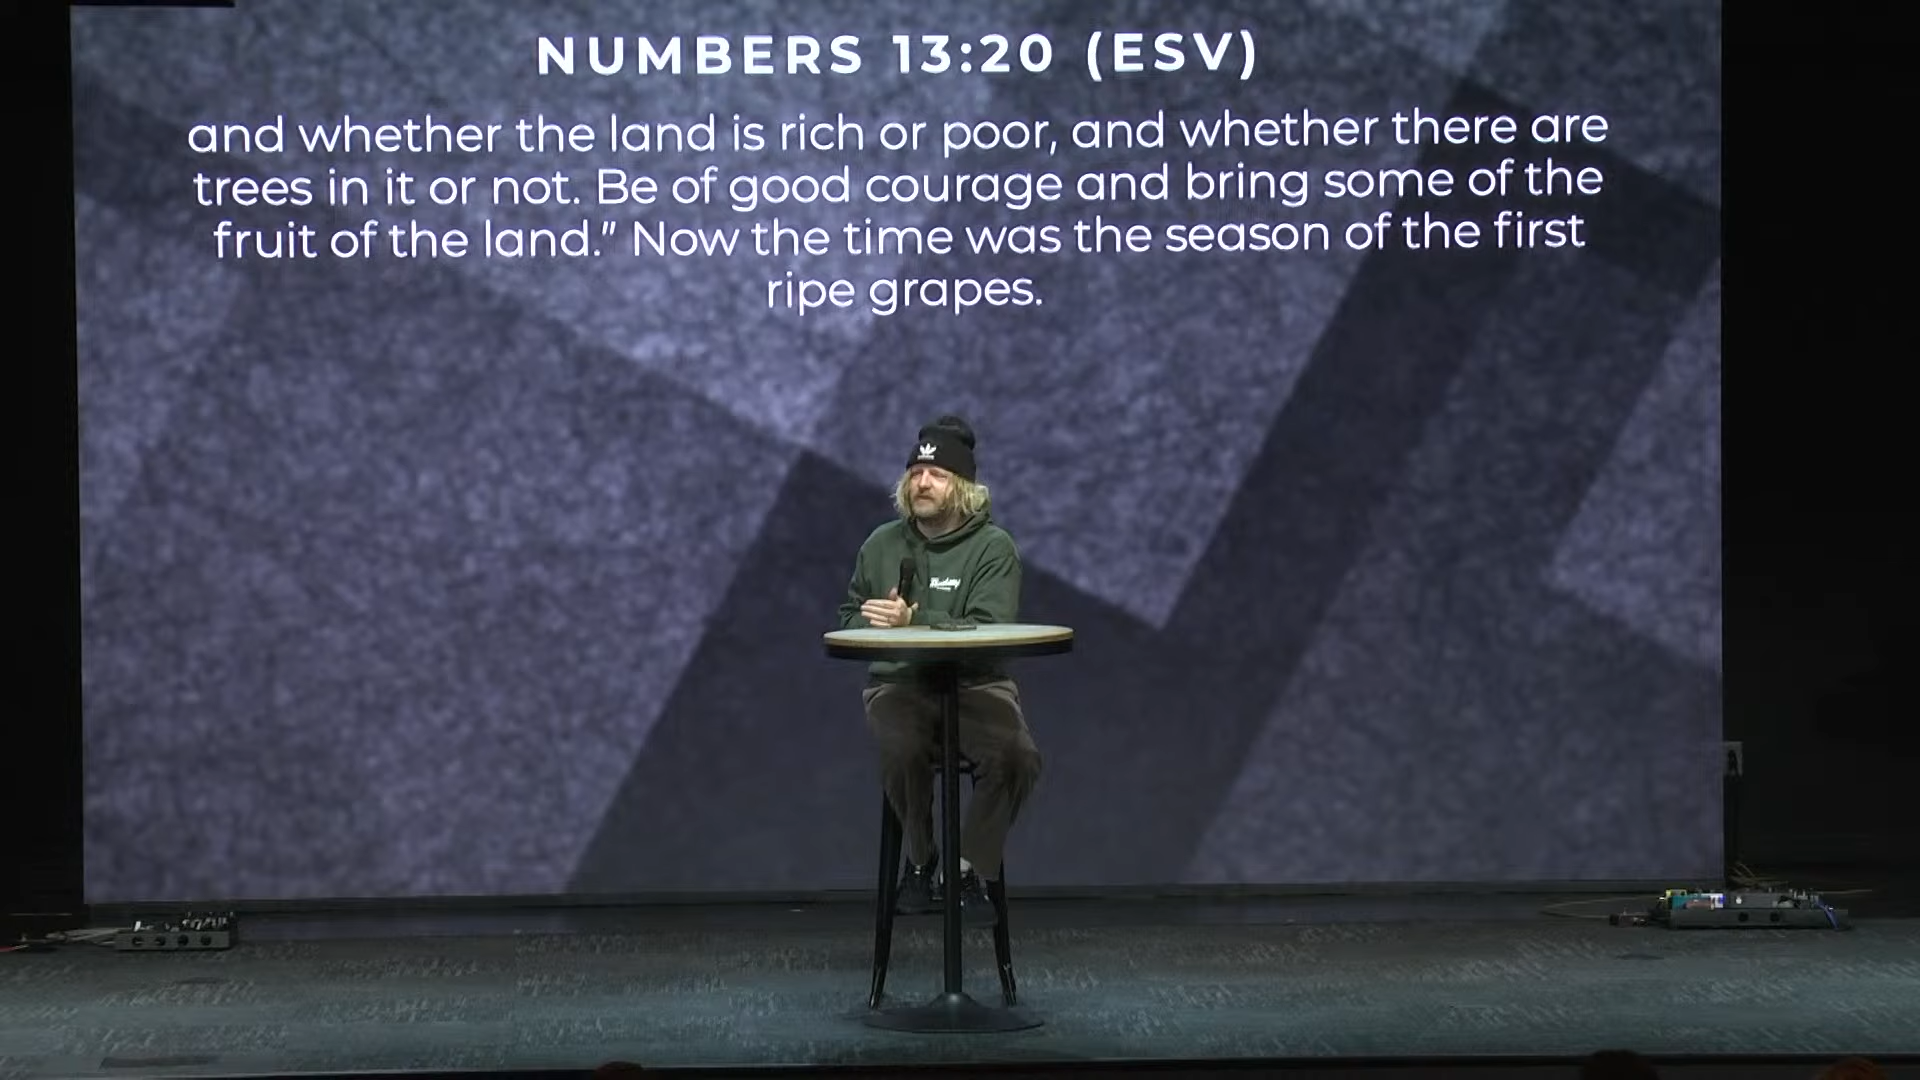 NUMBERS 13:20 (ESV)
and whether the land is rich or poor, and whether there are
trees in it or not. Be of good courage and bring some of the
fruit of the land.” Now the time was the season of the first
ripe grapes.